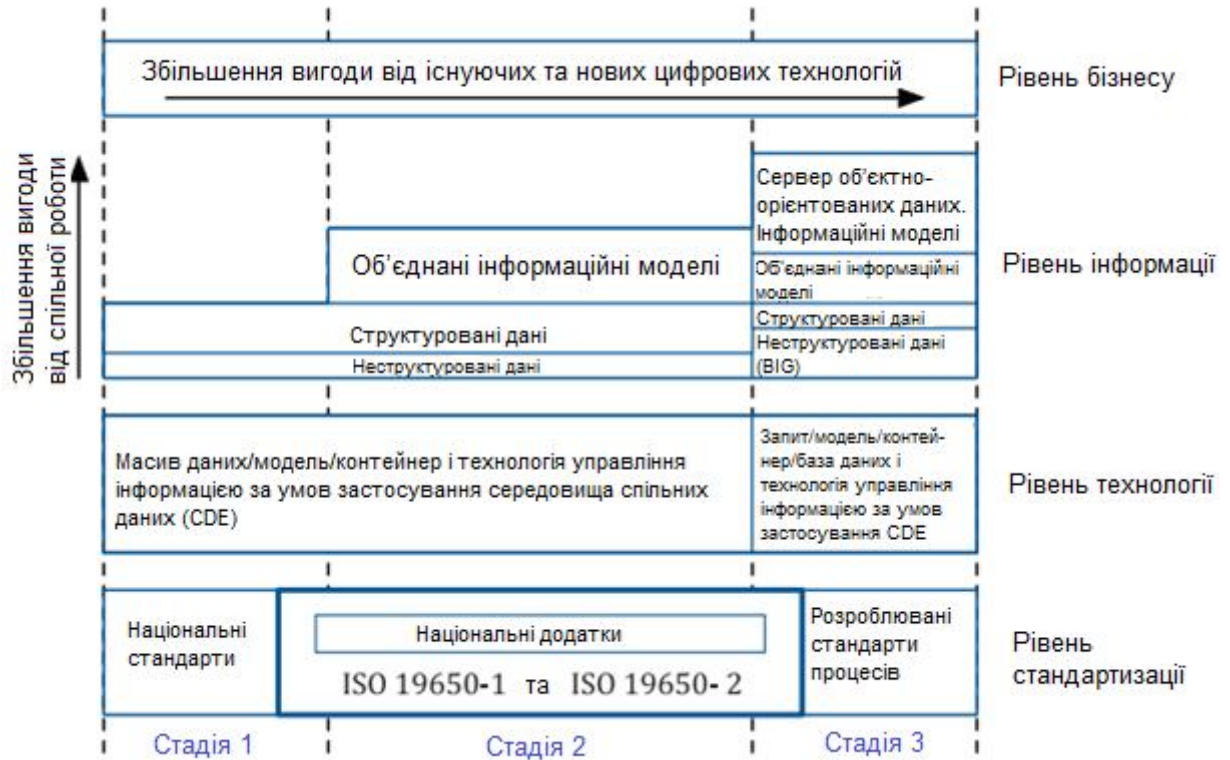 Збільшення вигоди від існуючих та нових цифрових технологій
Рівень бізнесу
Збільшення вигоди
від спільної роботи
Сервер об’єктно-
орієнтованих даних.
Інформаційні моделі
Об’єднані інформаційні моделі
Об’єднані інформаційні
моделі
Рівень інформації
Структуровані дані
Неструктуровані дані
Структуровані дані
Неструктуровані дані
(BIG)
Масив даних/модель/контейнер і технологія управління
інформацією за умов застосування середовища спільних
даних (CDE)
Запит/модель/контей-
нер/база даних і
технологія управління
інформацією за умов
застосування CDE
Рівень технології
Національні
стандарти
Національні додатки
ISO 19650-1 та ISO 19650- 2
Розроблювані
стандарти
процесів
Рівень
стандартизації
Стадія 1
Стадія 2
Стадія 3